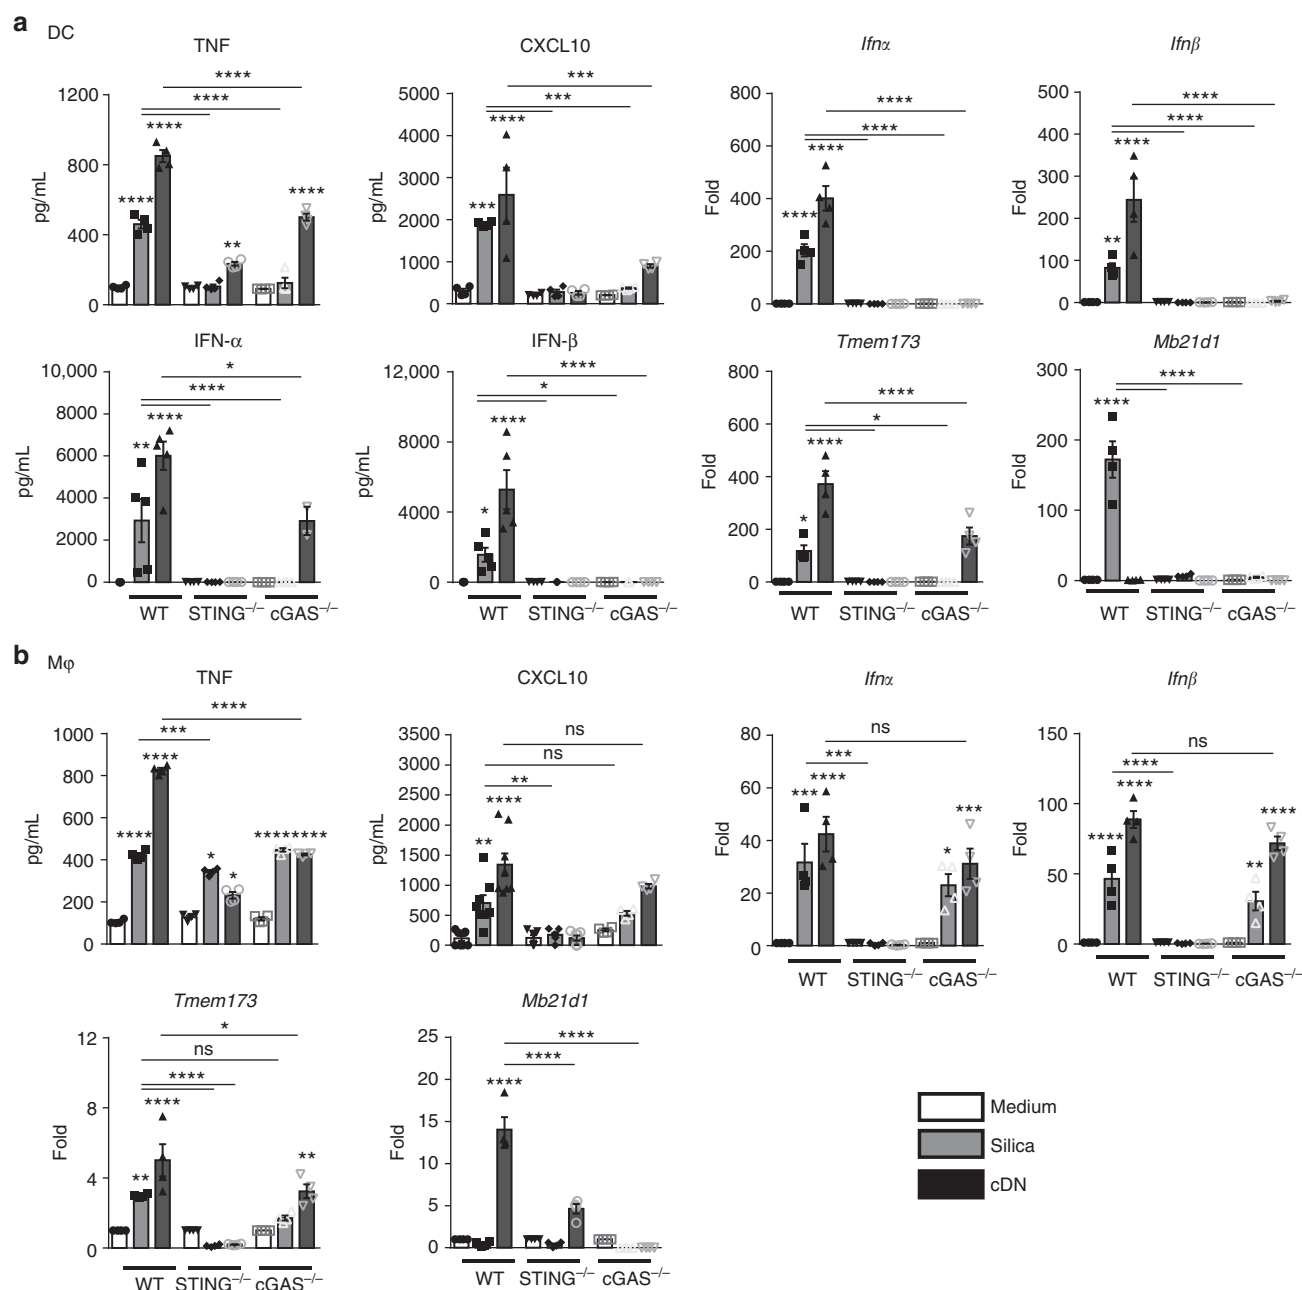 a DC
TNF
CXCL10
Ifnα
Ifnβ
**** **** **** **** ** ****
pg/mL
1200
800
400
0
*** *** *** ****
pg/mL
5000
4000
3000
2000
1000
0
**** **** **** ****
Fold
800
600
400
200
0
**** **** ** ****
Fold
500
400
300
200
100
0
IFN-α
IFN-β
Tmem173
Mb21d1
* **** ** ****
pg/mL
10,000
8000
6000
4000
2000
0
**** * * ****
pg/mL
12,000
8000
4000
0
**** * * ****
Fold
800
600
400
200
0
**** ****
Fold
300
200
100
0
WT STING–/– cGAS–/–
WT STING–/– cGAS–/–
WT STING–/– cGAS–/–
WT STING–/– cGAS–/–
b Mφ
TNF
CXCL10
Ifnα
Ifnβ
**** *** **** **** * * ********
pg/mL
1000
800
600
400
200
0
ns ns ** ** ****
pg/mL
3500
3000
2500
2000
1500
1000
500
0
ns *** *** **** * ***
Fold
80
60
40
20
0
ns **** **** **** ** ****
Fold
150
100
50
0
WT STING–/– cGAS–/–
WT STING–/– cGAS–/–
Tmem173
Mb21d1
* ns **** ** **** **
Fold
12
8
4
0
**** **** ****
Fold
25
20
15
10
5
0
WT STING–/– cGAS–/–
WT STING–/– cGAS–/–
Medium
Silica
cDN